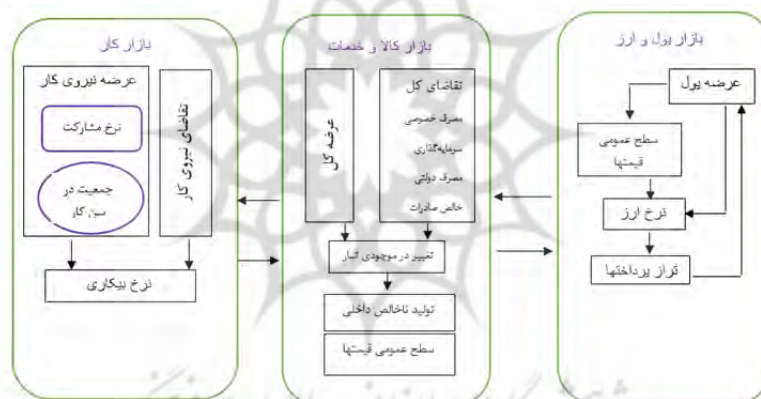 بازار پول و ارز
عرضه پول
سطح عمومی
قیمتها
نرخ ارز
تراز پرداختها
بازار کالا و خدمات
تقاضای کل
مصرف خصوصی
سرمایه‌گذاری
مصرف دولتی
خالص صادرات
عرضه کل
تغییر در موجودی انبار
تولید ناخالص داخلی
سطح عمومی قیمتها
بازار کار
عرضه نیروی کار
نرخ مشارکت
جمعیت در
سن کار
تقاضای نیروی کار
نرخ بیکاری